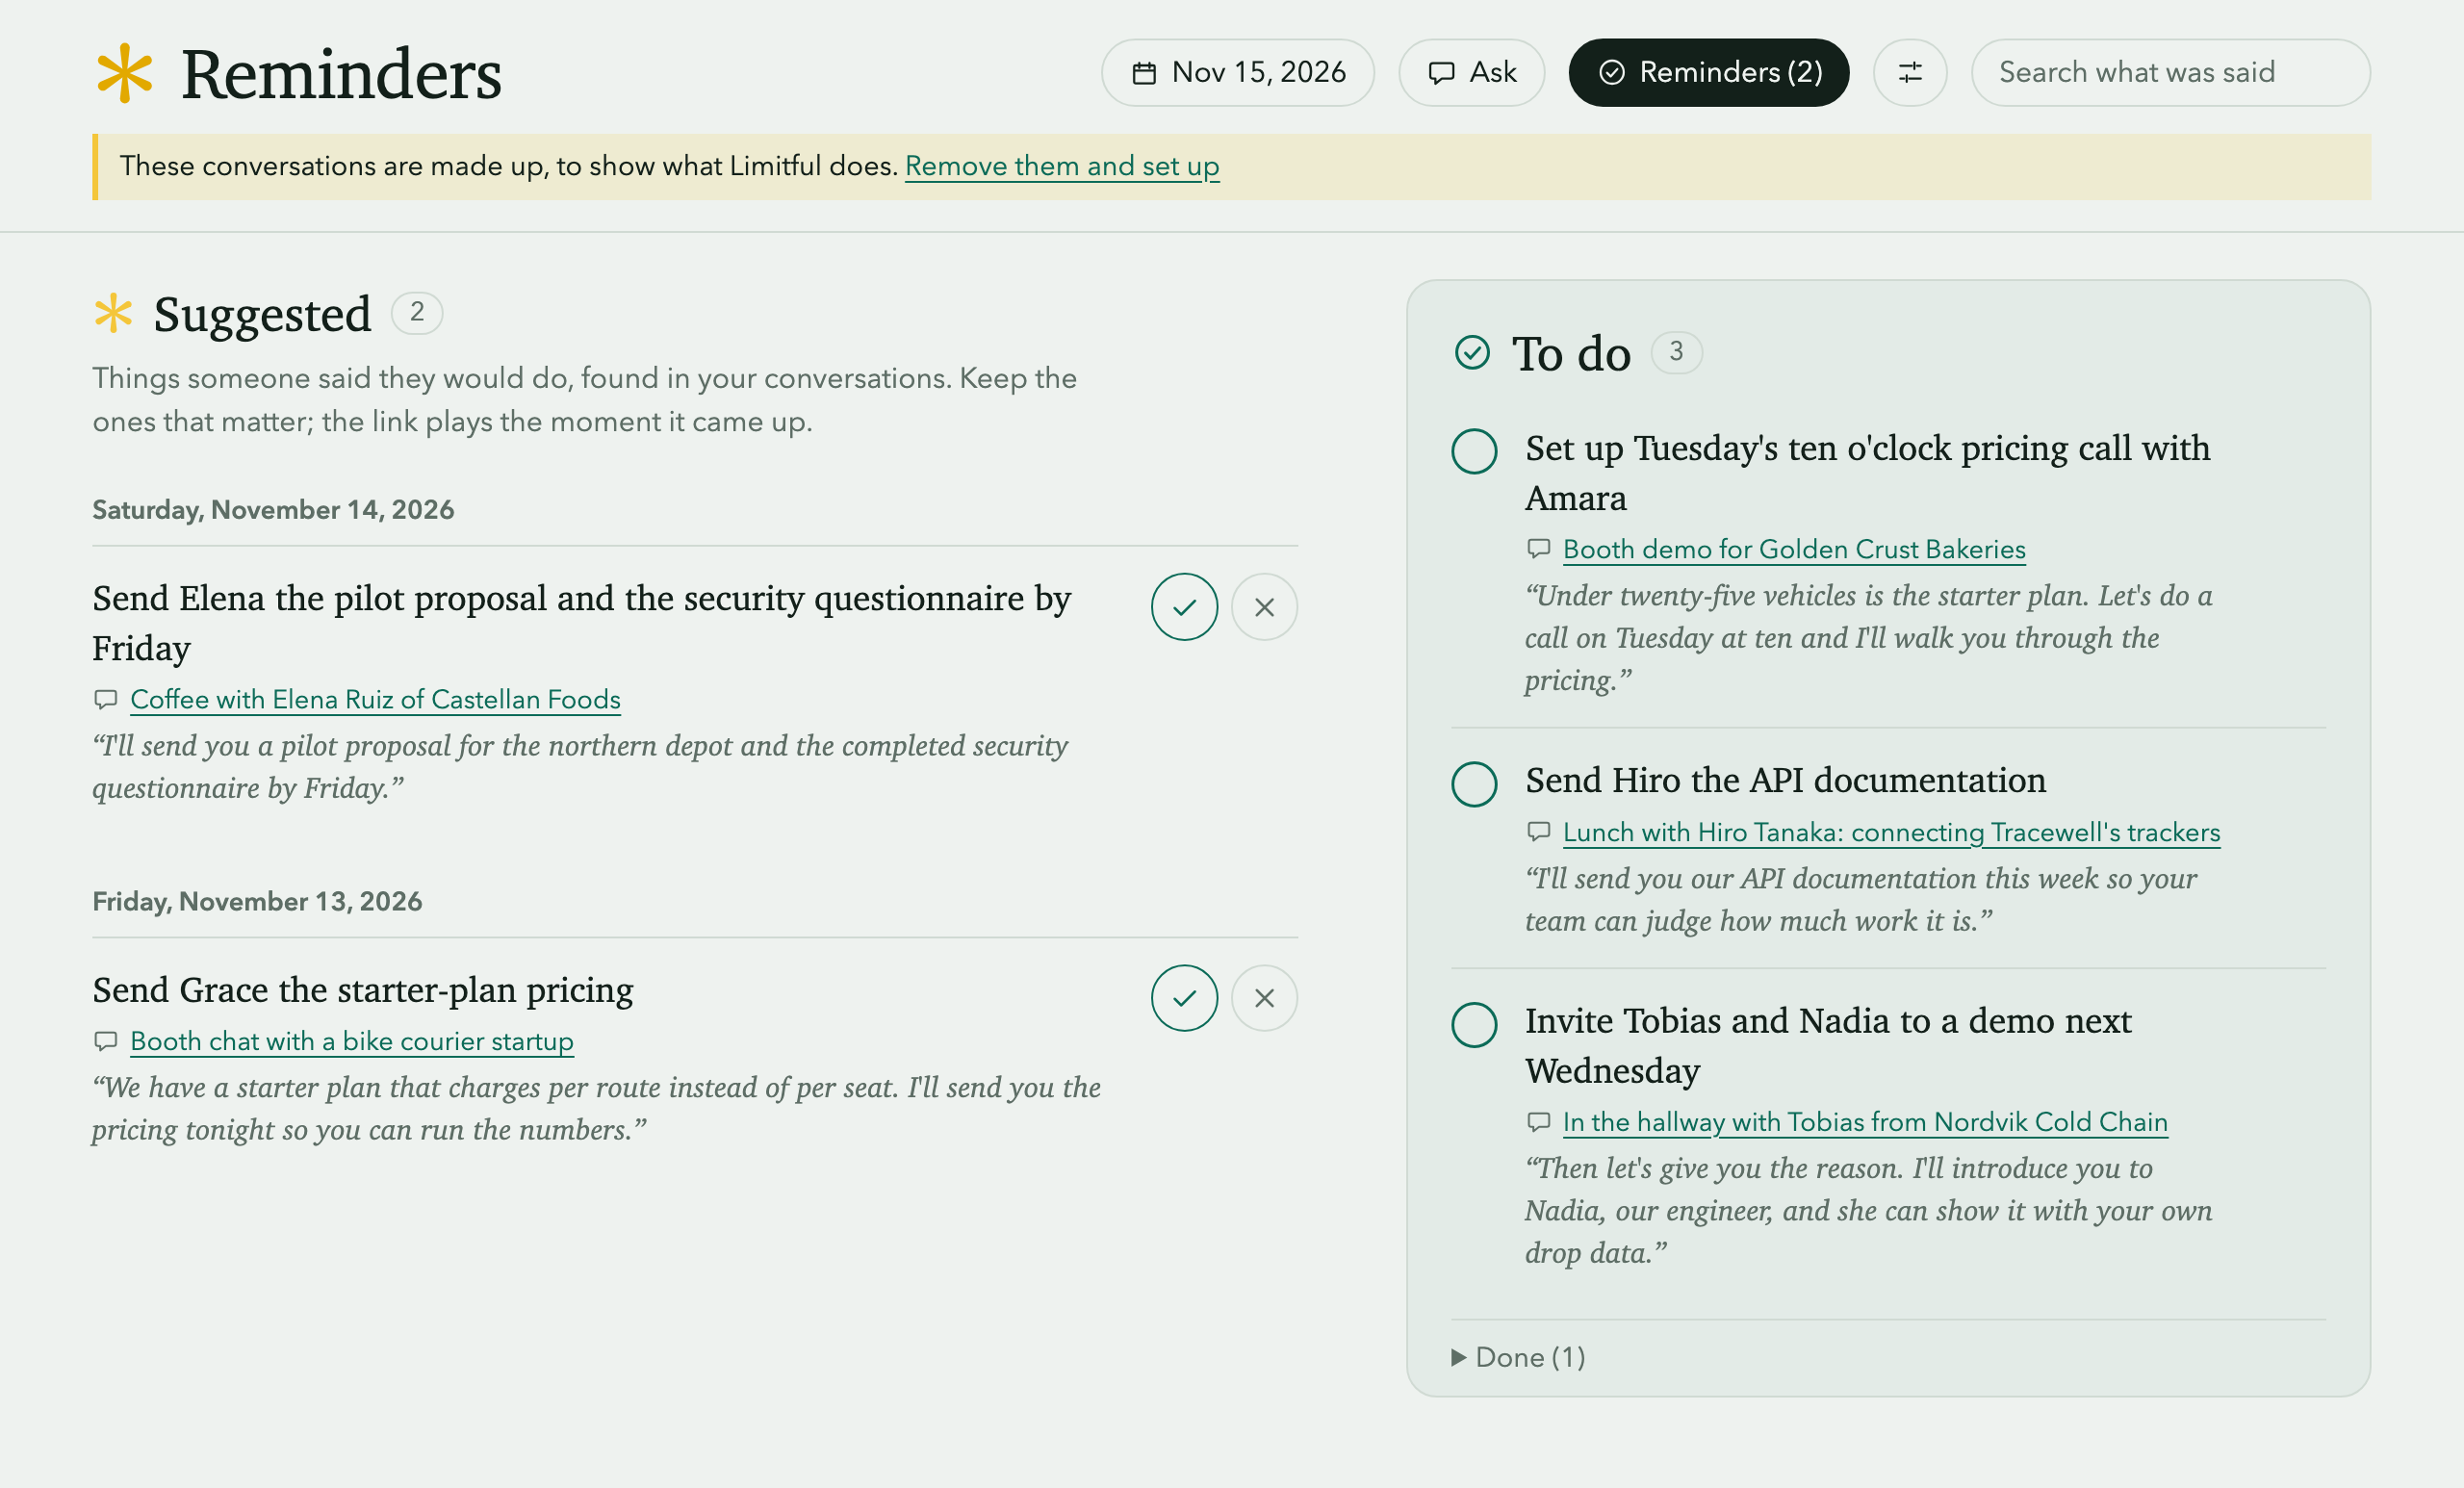 Reminders
Nov 15, 2026
Ask
Reminders (2)
Search what was said
These conversations are made up, to show what Limitful does. Remove them and set up
Suggested 2
Things someone said they would do, found in your conversations. Keep the
ones that matter; the link plays the moment it came up.
Saturday, November 14, 2026
Send Elena the pilot proposal and the security questionnaire by
Friday
Coffee with Elena Ruiz of Castellan Foods
“I'll send you a pilot proposal for the northern depot and the completed security
questionnaire by Friday.”
Friday, November 13, 2026
Send Grace the starter-plan pricing
Booth chat with a bike courier startup
“We have a starter plan that charges per route instead of per seat. I'll send you the
pricing tonight so you can run the numbers.”
To do 3
Set up Tuesday's ten o'clock pricing call with
Amara
Booth demo for Golden Crust Bakeries
“Under twenty-five vehicles is the starter plan. Let's do a
call on Tuesday at ten and I'll walk you through the
pricing.”
Send Hiro the API documentation
Lunch with Hiro Tanaka: connecting Tracewell's trackers
“I'll send you our API documentation this week so your
team can judge how much work it is.”
Invite Tobias and Nadia to a demo next
Wednesday
In the hallway with Tobias from Nordvik Cold Chain
“Then let's give you the reason. I'll introduce you to
Nadia, our engineer, and she can show it with your own
drop data.”
Done (1)